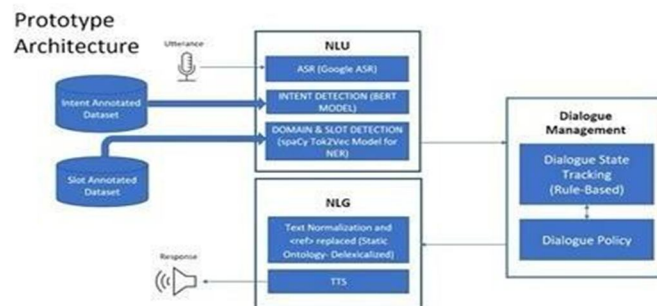 Prototype
Architecture
Utterance
Intent Annotated
Dataset
Slot Annotated
Dataset
NLU
ASR (Google ASR)
INTENT DETECTION (BERT
MODEL)
DOMAIN & SLOT DETECTION
(spaCy Tok2Vec Model for
NER)
Dialogue
Management
Dialogue State
Tracking
(Rule-Based)
Dialogue Policy
NLG
Text Normalization and
<ref> replaced (Static
Ontology- Delexicalized)
TTS
Response